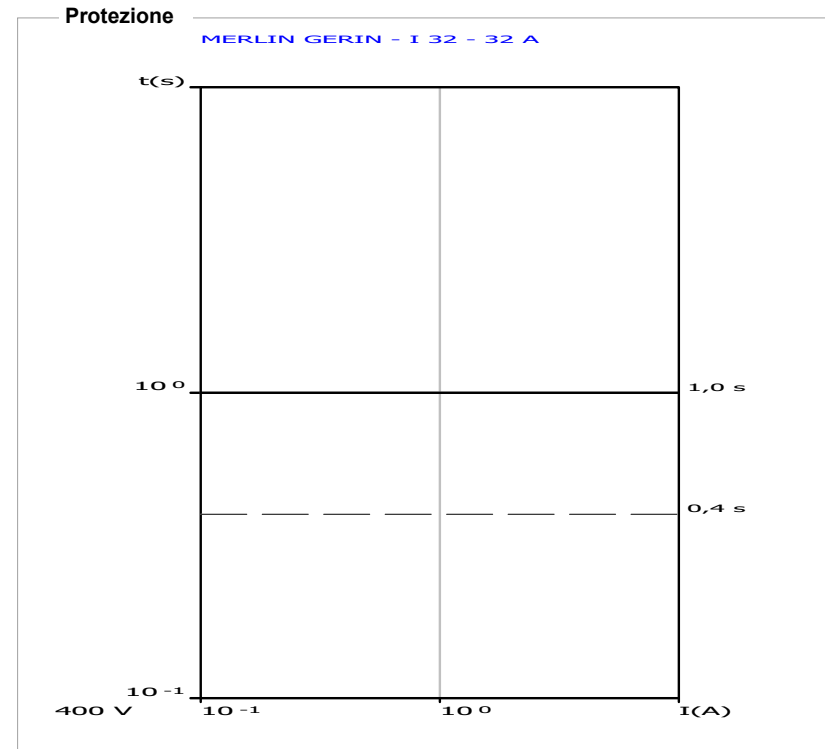 Protezione
MERLIN GERIN - I 32 - 32 A
t(s)
10 0
1,0 s
0,4 s
10 -1
400 V
10 -1
10 0
I(A)